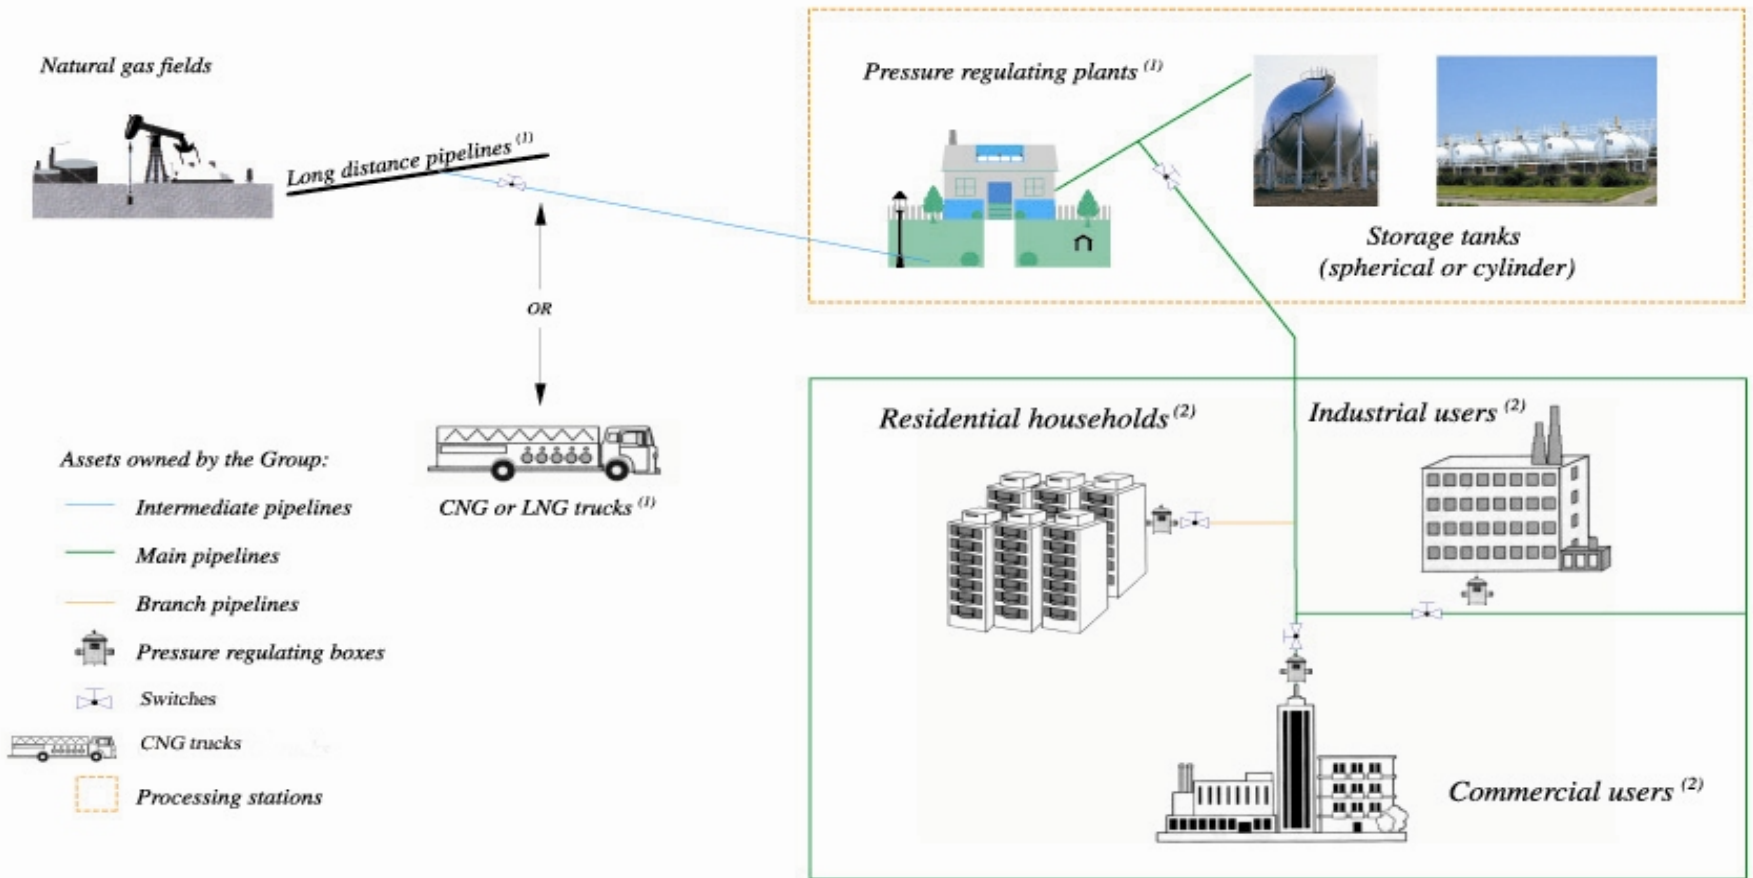 Natural gas fields
Long distance pipelines (1)
OR
CNG or LNG trucks (1)
Pressure regulating plants (1)
Storage tanks
(spherical or cylinder)
Residential households (2)
Industrial users (2)
Commercial users (2)
Assets owned by the Group:
Intermediate pipelines
Main pipelines
Branch pipelines
Pressure regulating boxes
Switches
CNG trucks
Processing stations